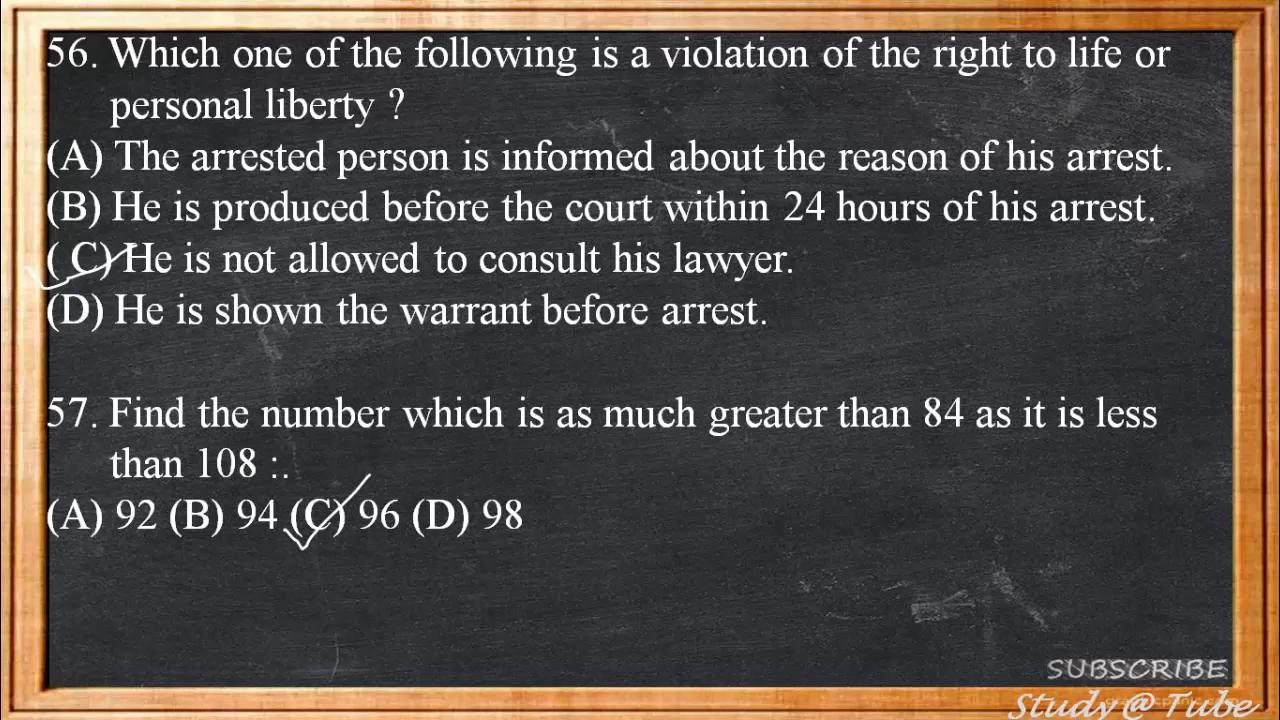 56. Which one of the following is a violation of the right to life or
personal liberty ?
(A) The arrested person is informed about the reason of his arrest.
(B) He is produced before the court within 24 hours of his arrest.
( C) He is not allowed to consult his lawyer.
(D) He is shown the warrant before arrest.
57. Find the number which is as much greater than 84 as it is less
than 108 :.
(A) 92 (B) 94 (C) 96 (D) 98
SUBSCRIBE
Study@Tube